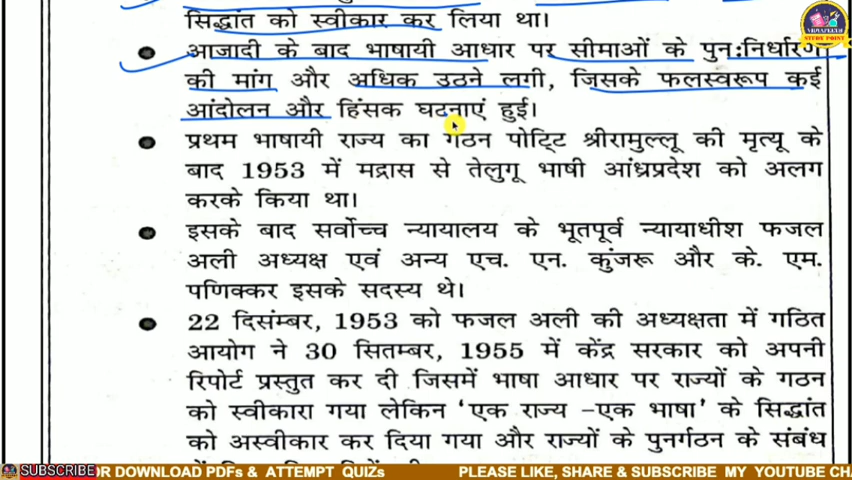 सिद्धांत को स्वीकार कर लिया था।
आजादी के बाद भाषायी आधार पर सीमाओं के पुनःनिर्धारण
की मांग और अधिक उठने लगी, जिसके फलस्वरूप कई
आंदोलन और हिंसक घटनाएं हुई।
प्रथम भाषायी राज्य का गठन पोट्टि श्रीरामुल्लू की मृत्यू के
बाद 1953 में मद्रास से तेलुगू भाषी आंध्रप्रदेश को अलग
करके किया था।
इसके बाद सर्वोच्च न्यायालय के भूतपूर्व न्यायाधीश फजल
अली अध्यक्ष एवं अन्य एच. एन. कुंजरू और के. एम.
पणिक्कर इसके सदस्य थे।
22 दिसंम्बर, 1953 को फजल अली की अध्यक्षता में गठित
आयोग ने 30 सितम्बर, 1955 में केंद्र सरकार को अपनी
रिपोर्ट प्रस्तुत कर दी जिसमें भाषा आधार पर राज्यों के गठन
को स्वीकारा गया लेकिन 'एक राज्य -एक भाषा' के सिद्धांत
को अस्वीकार कर दिया गया और राज्यों के पुनर्गठन के संबंध
SUBSCRIBE OR DOWNLOAD PDFs & ATTEMPT QUIZs PLEASE LIKE, SHARE & SUBSCRIBE MY YOUTUBE CHA
STUDY POINT